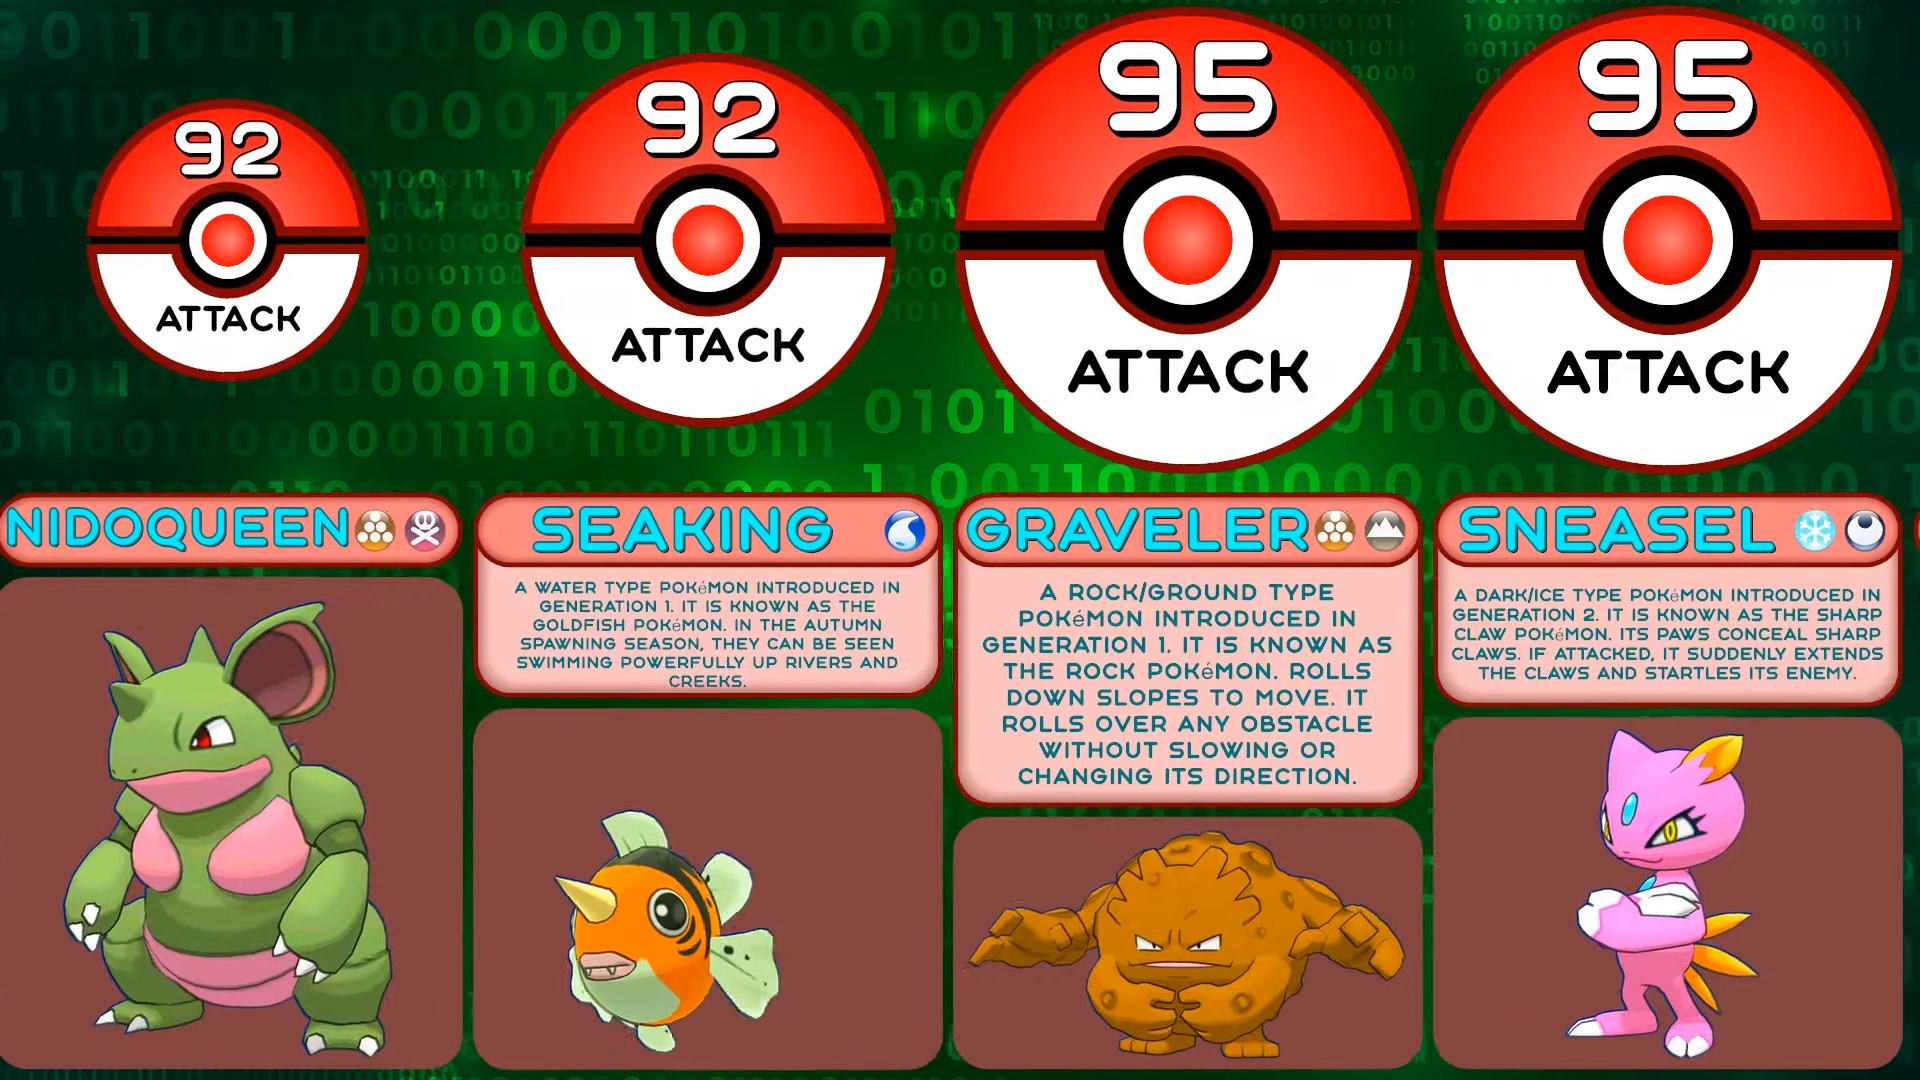 92
ATTACK
92
ATTACK
95
ATTACK
95
ATTACK
NIDOQUEEN
SEAKING
A WATER TYPE POKéMON INTRODUCED IN
GENERATION 1. IT IS KNOWN AS THE
GOLDFISH POKéMON. IN THE AUTUMN
SPAWNING SEASON, THEY CAN BE SEEN
SWIMMING POWERFULLY UP RIVERS AND
CREEKS.
GRAVELER
A ROCK/GROUND TYPE
POKéMON INTRODUCED IN
GENERATION 1. IT IS KNOWN AS
THE ROCK POKéMON. ROLLS
DOWN SLOPES TO MOVE. IT
ROLLS OVER ANY OBSTACLE
WITHOUT SLOWING OR
CHANGING ITS DIRECTION.
SNEASEL
A DARK/ICE TYPE POKéMON INTRODUCED IN
GENERATION 2. IT IS KNOWN AS THE SHARP
CLAW POKéMON. ITS PAWS CONCEAL SHARP
CLAWS. IF ATTACKED, IT SUDDENLY EXTENDS
THE CLAWS AND STARTLES ITS ENEMY.